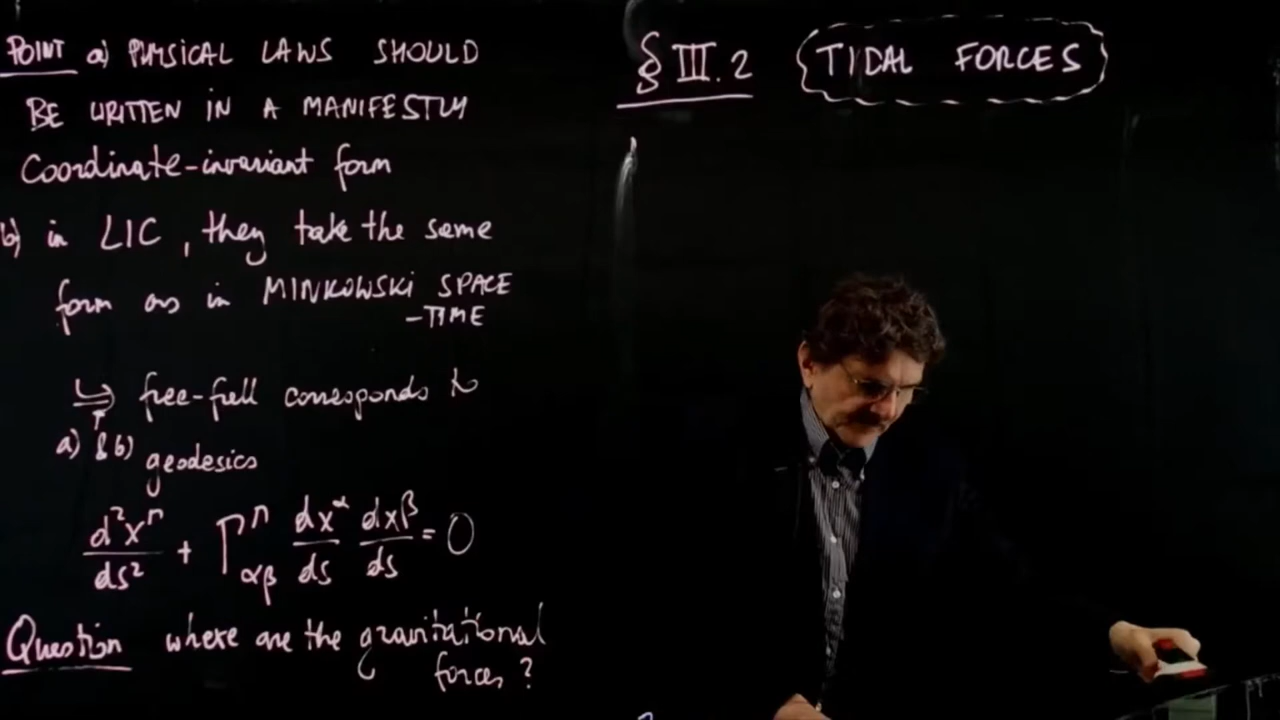 POINT a) PHYSICAL LAWS SHOULD
BE WRITTEN IN A MANIFESTLY
Coordinate-invariant form
b) in LIC, they take the same
form as in MINKOWSKI SPACE
-TIME
↳⇒ free-fall corresponds to
a) & b) geodesics
d²x^μ/ds² + Γ^μ_αβ dx^α/ds dx^β/ds = 0
Question where are the gravitational
forces?
§ III.2 TIDAL FORCES